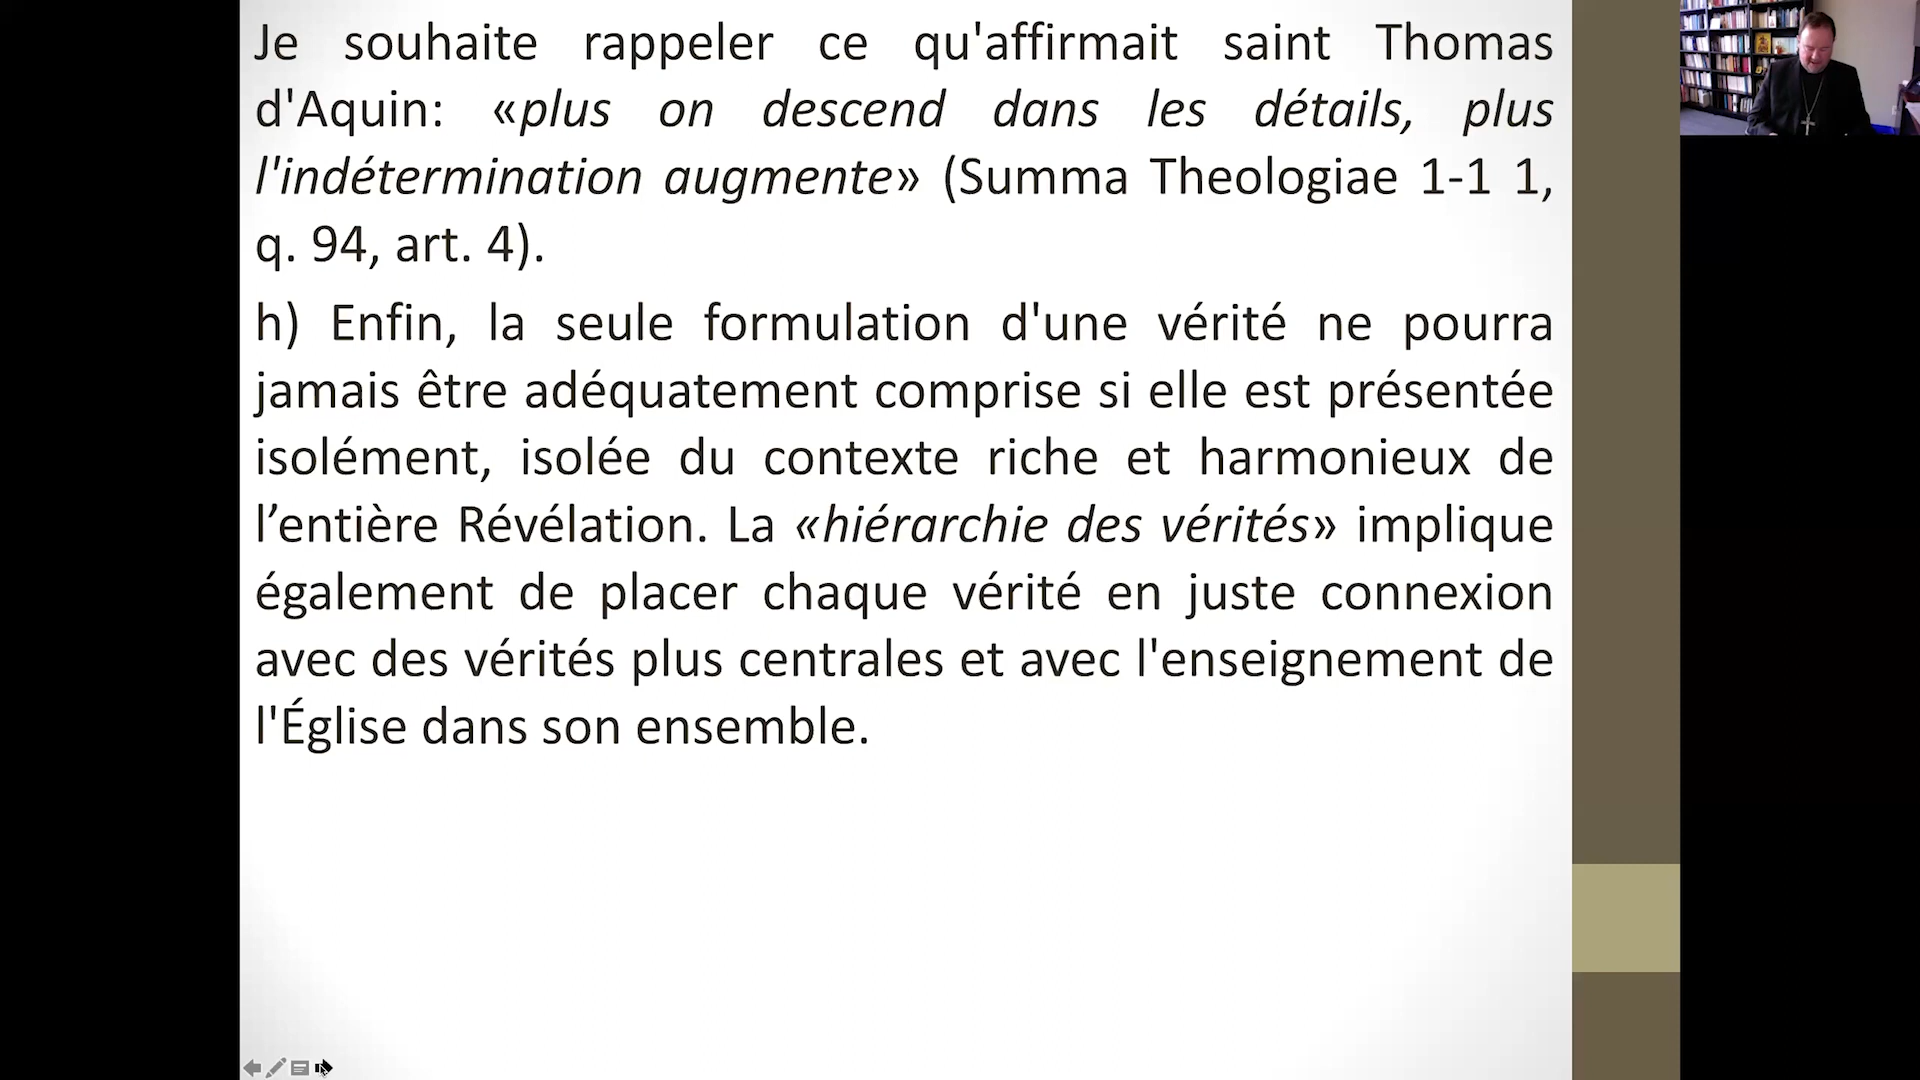 Je souhaite rappeler ce qu'affirmait saint Thomas
d'Aquin: «plus on descend dans les détails, plus
l'indétermination augmente» (Summa Theologiae 1-1 1,
q. 94, art. 4).
h) Enfin, la seule formulation d'une vérité ne pourra
jamais être adéquatement comprise si elle est présentée
isolément, isolée du contexte riche et harmonieux de
l’entière Révélation. La «hiérarchie des vérités» implique
également de placer chaque vérité en juste connexion
avec des vérités plus centrales et avec l'enseignement de
l'Église dans son ensemble.